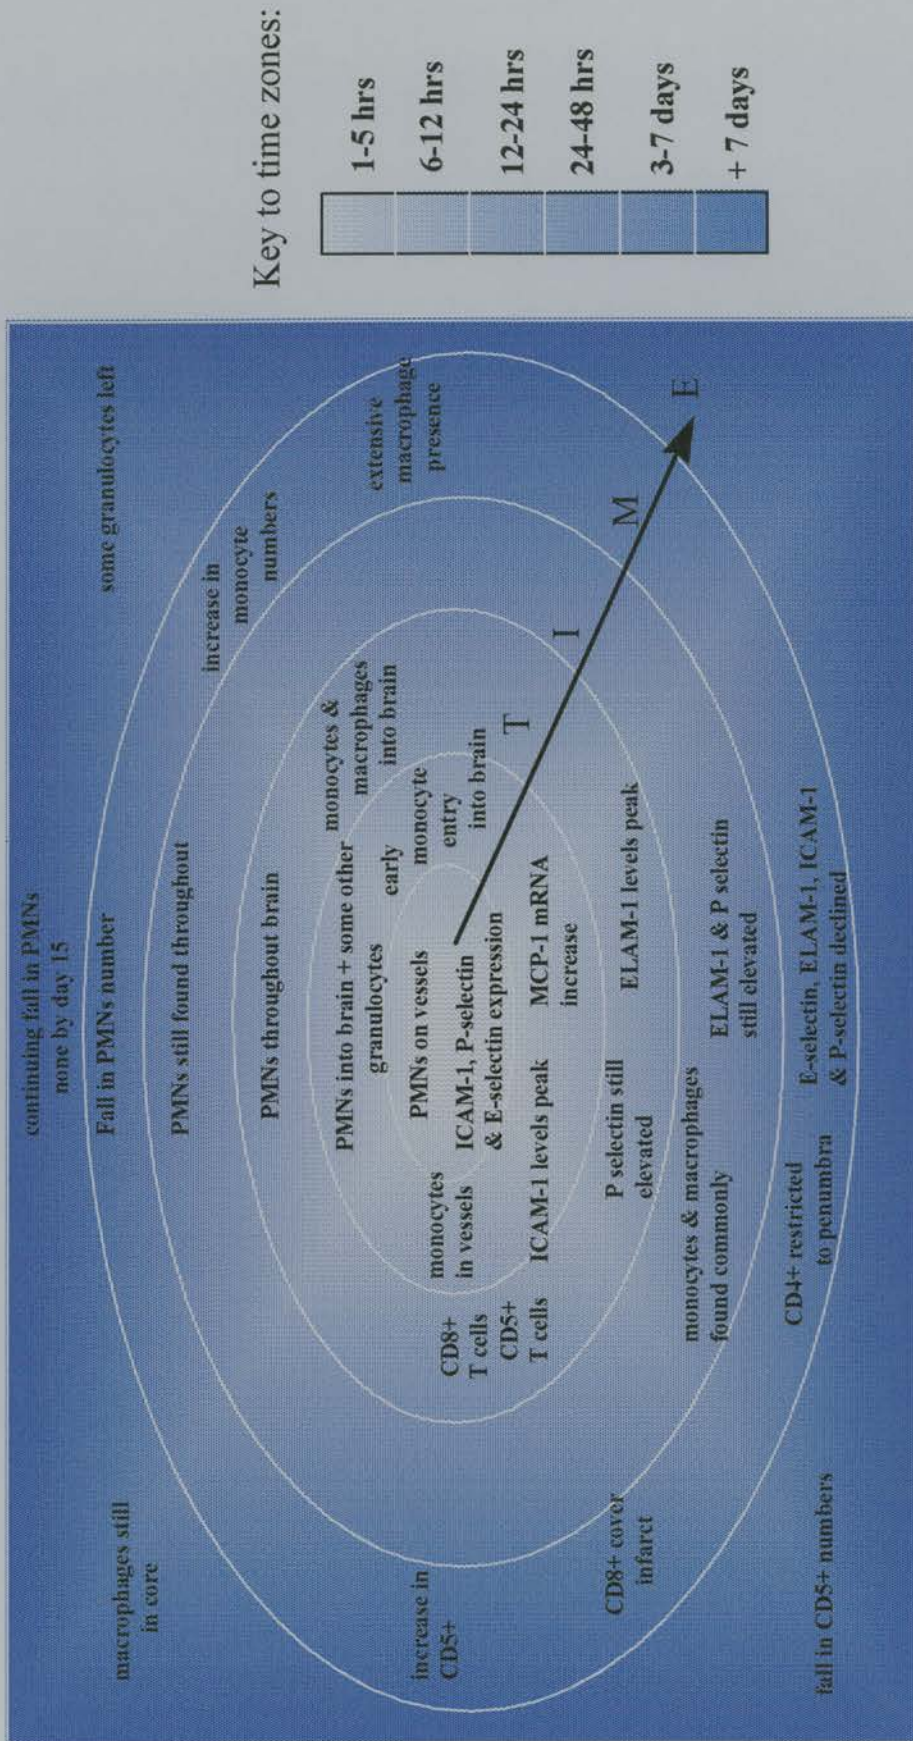 continuing fall in PMNs
none by day 15
Fall in PMNs number
PMNs still found throughout
PMNs throughout brain
PMNs into brain + some other
granulocytes
PMNs on vessels
ICAM-1, P-selectin
& E-selectin expression
macrophages still
in core
some granulocytes left
increase in
monocyte
numbers
extensive
macrophage
presence
monocytes &
macrophages
into brain
early
monocyte
entry
into brain
monocytes
in vessels
CD8+
T cells
CD5+
T cells
ICAM-1 levels peak
MCP-1 mRNA
increase
increase in
CD5+
P selectin still
elevated
ELAM-1 levels peak
CD8+ cover
infarct
monocytes & macrophages
found commonly
ELAM-1 & P selectin
still elevated
CD4+ restricted
to penumbra
E-selectin, ELAM-1, ICAM-1
& P-selectin declined
fall in CD5+ numbers
T I M E
Key to time zones:
1-5 hrs
6-12 hrs
12-24 hrs
24-48 hrs
3-7 days
+ 7 days